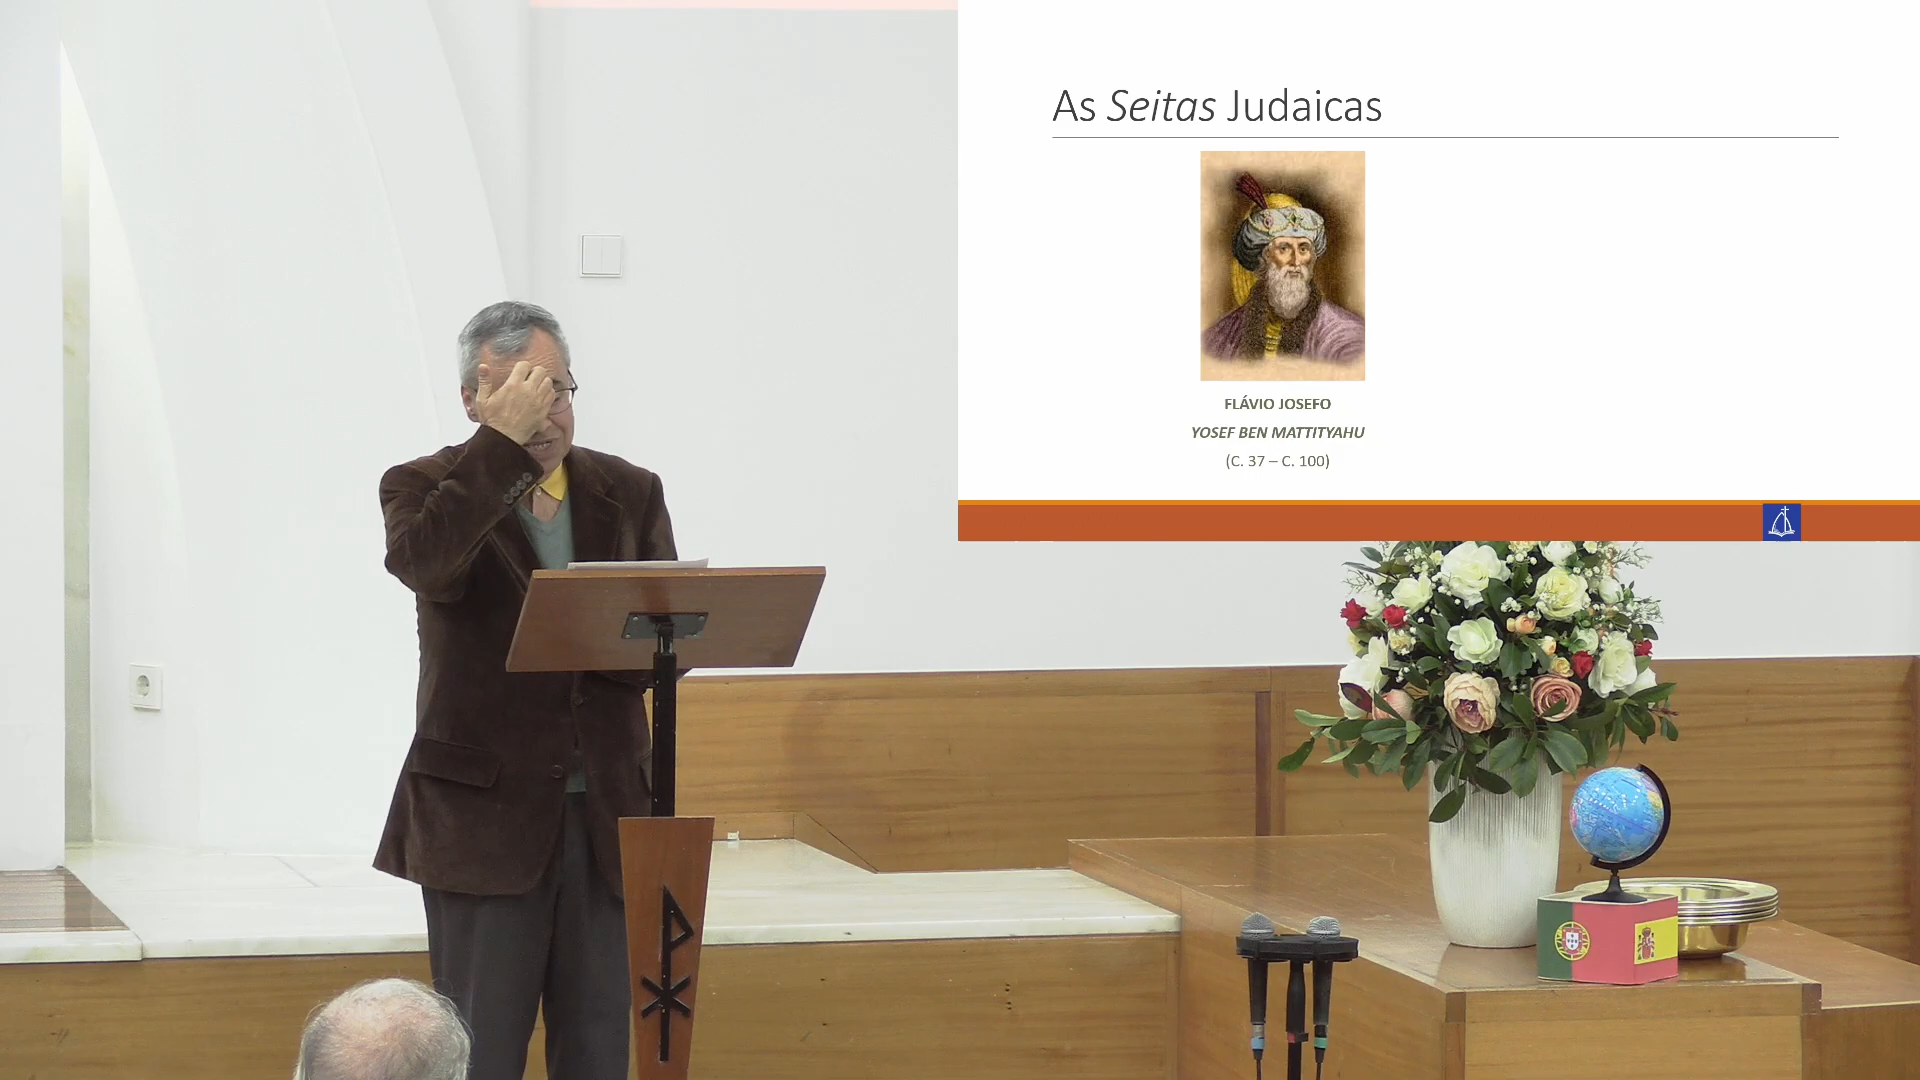 As Seitas Judaicas
FLÁVIO JOSEFO
YOSEF BEN MATTITYAHU
(C. 37 – C. 100)